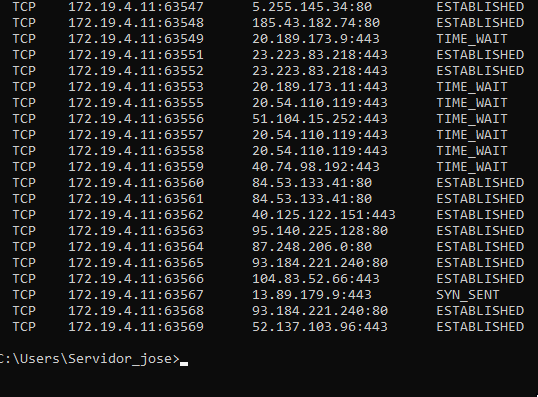 TCP    172.19.4.11:63547      5.255.145.34:80        ESTABLISHED
TCP    172.19.4.11:63548      185.43.182.74:80       ESTABLISHED
TCP    172.19.4.11:63549      20.189.173.9:443       TIME_WAIT
TCP    172.19.4.11:63551      23.223.83.218:443      ESTABLISHED
TCP    172.19.4.11:63552      23.223.83.218:443      ESTABLISHED
TCP    172.19.4.11:63553      20.189.173.11:443      TIME_WAIT
TCP    172.19.4.11:63555      20.54.110.119:443      TIME_WAIT
TCP    172.19.4.11:63556      51.104.15.252:443      TIME_WAIT
TCP    172.19.4.11:63557      20.54.110.119:443      TIME_WAIT
TCP    172.19.4.11:63558      20.54.110.119:443      TIME_WAIT
TCP    172.19.4.11:63559      40.74.98.192:443       TIME_WAIT
TCP    172.19.4.11:63560      84.53.133.41:80        ESTABLISHED
TCP    172.19.4.11:63561      84.53.133.41:80        ESTABLISHED
TCP    172.19.4.11:63562      40.125.122.151:443     ESTABLISHED
TCP    172.19.4.11:63563      95.140.225.128:80      ESTABLISHED
TCP    172.19.4.11:63564      87.248.206.0:80        ESTABLISHED
TCP    172.19.4.11:63565      93.184.221.240:80      ESTABLISHED
TCP    172.19.4.11:63566      104.83.52.66:443       ESTABLISHED
TCP    172.19.4.11:63567      13.89.179.9:443        SYN_SENT
TCP    172.19.4.11:63568      93.184.221.240:80      ESTABLISHED
TCP    172.19.4.11:63569      52.137.103.96:443      ESTABLISHED
C:\Users\Servidor_jose>